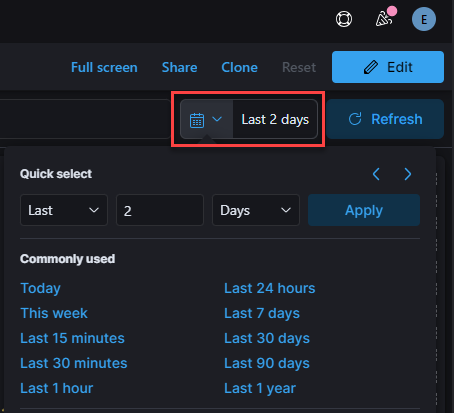 E
Full screen Share Clone Reset Edit
Last 2 days Refresh
Quick select
Last 2 Days Apply
Commonly used
Today Last 24 hours
This week Last 7 days
Last 15 minutes Last 30 days
Last 30 minutes Last 90 days
Last 1 hour Last 1 year